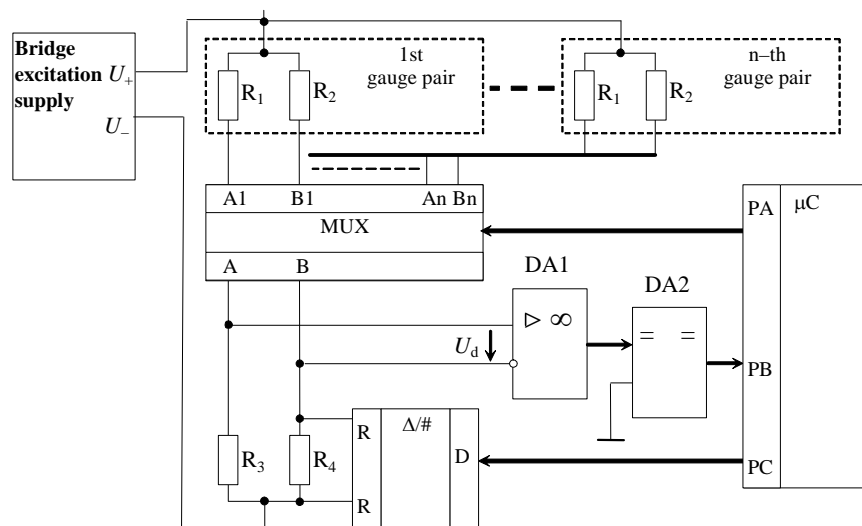 Bridge
excitation
supply
U+
U−
R1
R2
1st
gauge pair
n–th
gauge pair
R1
R2
A1
B1
An Bn
MUX
A
B
PA
μC
DA1
DA2
▷ ∞
= =
Ud
PB
R3
R4
R
Δ/#
D
R
PC